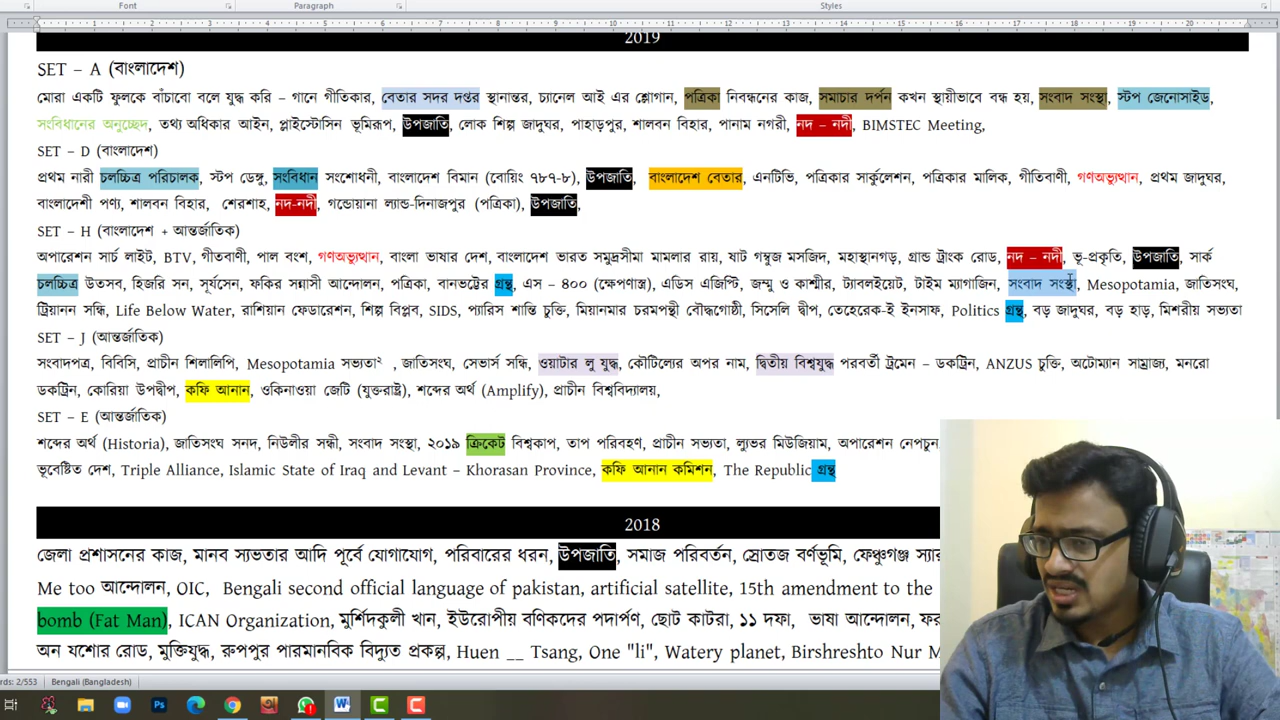 Font
Paragraph
Styles
2019
SET – A (বাংলাদেশ)
মোরা একটি ফুলকে বাঁচাবো বলে যুদ্ধ করি – গানে গীতিকার, বেতার সদর দপ্তর স্থানান্তর, চ্যানেল আই এর শ্লোগান, পত্রিকা নিবন্ধনের কাজ, সমাচার দর্পন কখন স্থায়ীভাবে বন্ধ হয়, সংবাদ সংস্থা, স্টপ জেনোসাইড,
সংবিধানের অনুচ্ছেদ, তথ্য অধিকার আইন, প্লাইস্টোসিন ভূমিরূপ, উপজাতি, লোক শিল্প জাদুঘর, পাহাড়পুর, শালবন বিহার, পানাম নগরী, নদ – নদী, BIMSTEC Meeting,
SET – D (বাংলাদেশ)
প্রথম নারী চলচ্চিত্র পরিচালক, স্টপ ডেঙ্গু, সংবিধান সংশোধনী, বাংলাদেশ বিমান (বোয়িং ৭৮৭-৮), উপজাতি, বাংলাদেশ বেতার, এনটিভি, পত্রিকার সার্কুলেশন, পত্রিকার মালিক, গীতিবাণী, গণঅভ্যুত্থান, প্রথম জাদুঘর,
বাংলাদেশী পণ্য, শালবন বিহার, শেরশাহ, নদ-নদী, গন্ডোয়ানা ল্যান্ড-দিনাজপুর (পত্রিকা), উপজাতি,
SET – H (বাংলাদেশ + আন্তর্জাতিক)
অপারেশন সার্চ লাইট, BTV, গীতবাণী, পাল বংশ, গণঅভ্যুত্থান, বাংলা ভাষার দেশ, বাংলাদেশ ভারত সমুদ্রসীমা মামলার রায়, ষাট গম্বুজ মসজিদ, মহাস্থানগড়, গ্রান্ড ট্রাংক রোড, নদ – নদী, ভূ-প্রকৃতি, উপজাতি, সার্ক
চলচ্চিত্র উতসব, হিজরি সন, সূর্যসেন, ফকির সন্নাসী আন্দোলন, পত্রিকা, বানভট্টের গ্রন্থ, এস – ৪০০ (ক্ষেপণাস্ত্র), এডিস এজিপ্টি, জম্মু ও কাশ্মীর, ট্যাবলইয়েট, টাইম ম্যাগাজিন, সংবাদ সংস্থা, Mesopotamia, জাতিসংঘ,
ট্রিয়ানন সন্ধি, Life Below Water, রাশিয়ান ফেডারেশন, শিল্প বিপ্লব, SIDS, প্যারিস শান্তি চুক্তি, মিয়ানমার চরমপন্থী বৌদ্ধগোষ্ঠী, সিসেলি দ্বীপ, তেহেরেক-ই ইনসাফ, Politics গ্রন্থ, বড় জাদুঘর, বড় হাড়, মিশরীয় সভ্যতা
SET – J (আন্তর্জাতিক)
সংবাদপত্র, বিবিসি, প্রাচীন শিলালিপি, Mesopotamia সভ্যতা² , জাতিসংঘ, সেভার্স সন্ধি, ওয়াটার লু যুদ্ধ, কৌটিল্যের অপর নাম, দ্বিতীয় বিশ্বযুদ্ধ পরবর্তী ট্রমেন – ডকট্রিন, ANZUS চুক্তি, অটোম্যান সাম্রাজ্য, মনরো
ডকট্রিন, কোরিয়া উপদ্বীপ, কফি আনান, ওকিনাওয়া জেটি (যুক্তরাষ্ট্র), শব্দের অর্থ (Amplify), প্রাচীন বিশ্ববিদ্যালয়,
SET – E (আন্তর্জাতিক)
শব্দের অর্থ (Historia), জাতিসংঘ সনদ, নিউলীর সন্ধী, সংবাদ সংস্থা, ২০১৯ ক্রিকেট বিশ্বকাপ, তাপ পরিবহণ, প্রাচীন সভ্যতা, ল্যুভর মিউজিয়াম, অপারেশন নেপচুন
ভূবেষ্টিত দেশ, Triple Alliance, Islamic State of Iraq and Levant – Khorasan Province, কফি আনান কমিশন, The Republic গ্রন্থ
2018
জেলা প্রশাসনের কাজ, মানব স্যভতার আদি পূর্বে যোগাযোগ, পরিবারের ধরন, উপজাতি, সমাজ পরিবর্তন, স্রোতজ বর্ণভূমি, ফেঞ্চুগঞ্জ
Me too আন্দোলন, OIC, Bengali second official language of pakistan, artificial satellite, 15th amendment to the
bomb (Fat Man), ICAN Organization, মুর্শিদকুলী খান, ইউরোপীয় বণিকদের পদার্পণ, ছোট কাটরা, ১১ দফা, ভাষা আন্দোলন,
অন যশোর রোড, মুক্তিযুদ্ধ, রুপপুর পারমানবিক বিদ্যুত প্রকল্প, Huen __ Tsang, One "li", Watery planet, Birshreshto Nur M
rds: 2/553
Bengali (Bangladesh)